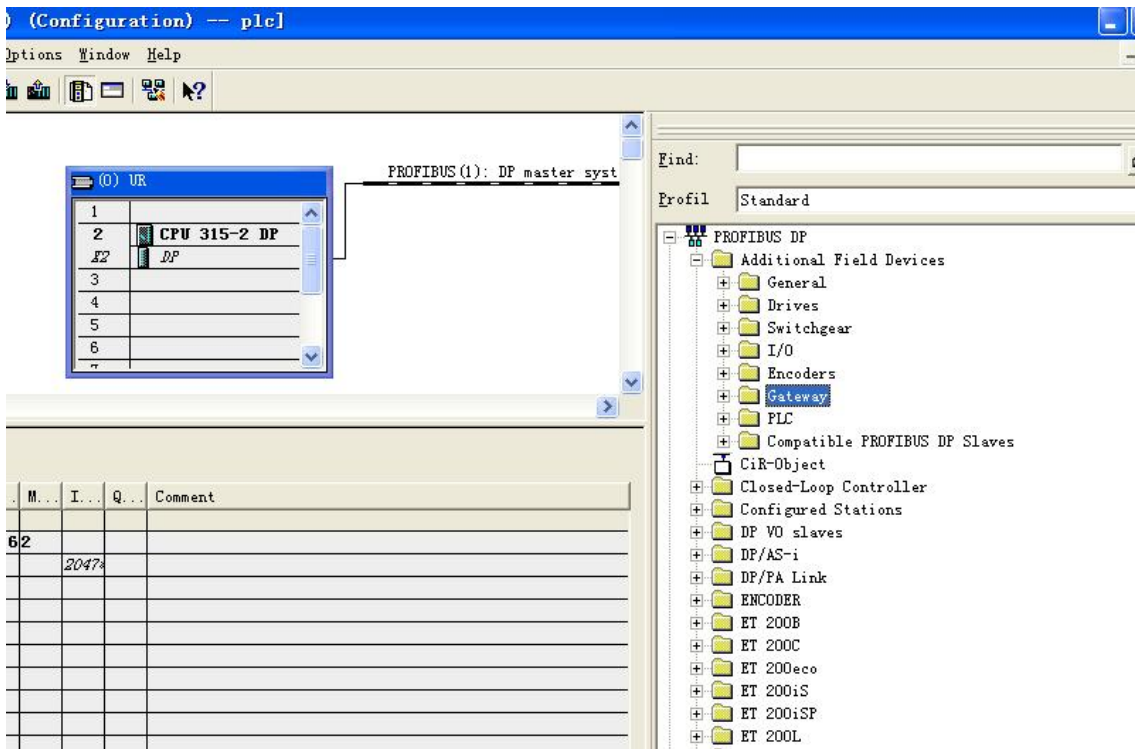 ) (Configuration) -- plc]
Options Window Help
(0) UR
1
2 CPU 315-2 DP
X2 DP
3
4
5
6
7
PROFIBUS(1): DP master syst
. M... I... Q... Comment
62
2047*
Find:
Profil Standard
PROFIBUS DP
Additional Field Devices
General
Drives
Switchgear
I/O
Encoders
Gateway
PLC
Compatible PROFIBUS DP Slaves
CiR-Object
Closed-Loop Controller
Configured Stations
DP V0 slaves
DP/AS-i
DP/PA Link
ENCODER
ET 200B
ET 200C
ET 200eco
ET 200iS
ET 200iSP
ET 200L